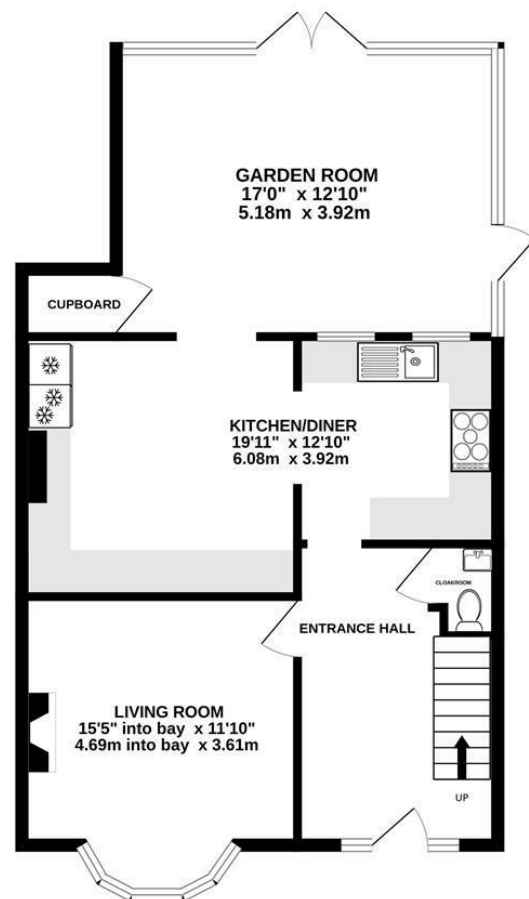 GARDEN ROOM
17'0" x 12'10"
5.18m x 3.92m
CUPBOARD
KITCHEN/DINER
19'11" x 12'10"
6.08m x 3.92m
CLOAKROOM
ENTRANCE HALL
LIVING ROOM
15'5" into bay x 11'10"
4.69m into bay x 3.61m
UP